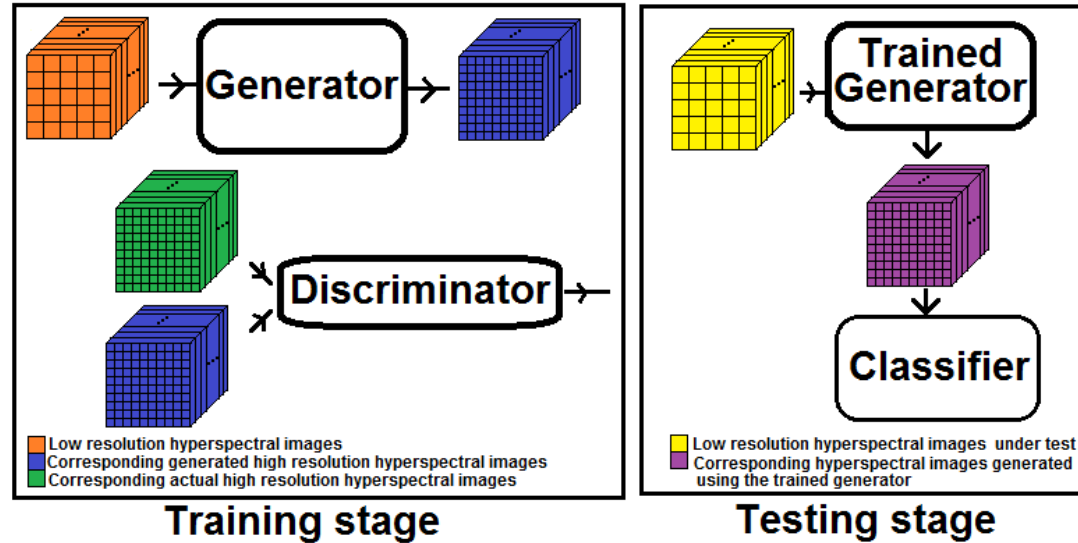 Generator
Discriminator
Low resolution hyperspectral images
Corresponding generated high resolution hyperspectral images
Corresponding actual high resolution hyperspectral images
Training stage
Trained
Generator
Classifier
Low resolution hyperspectral images under test
Corresponding hyperspectral images generated
using the trained generator
Testing stage